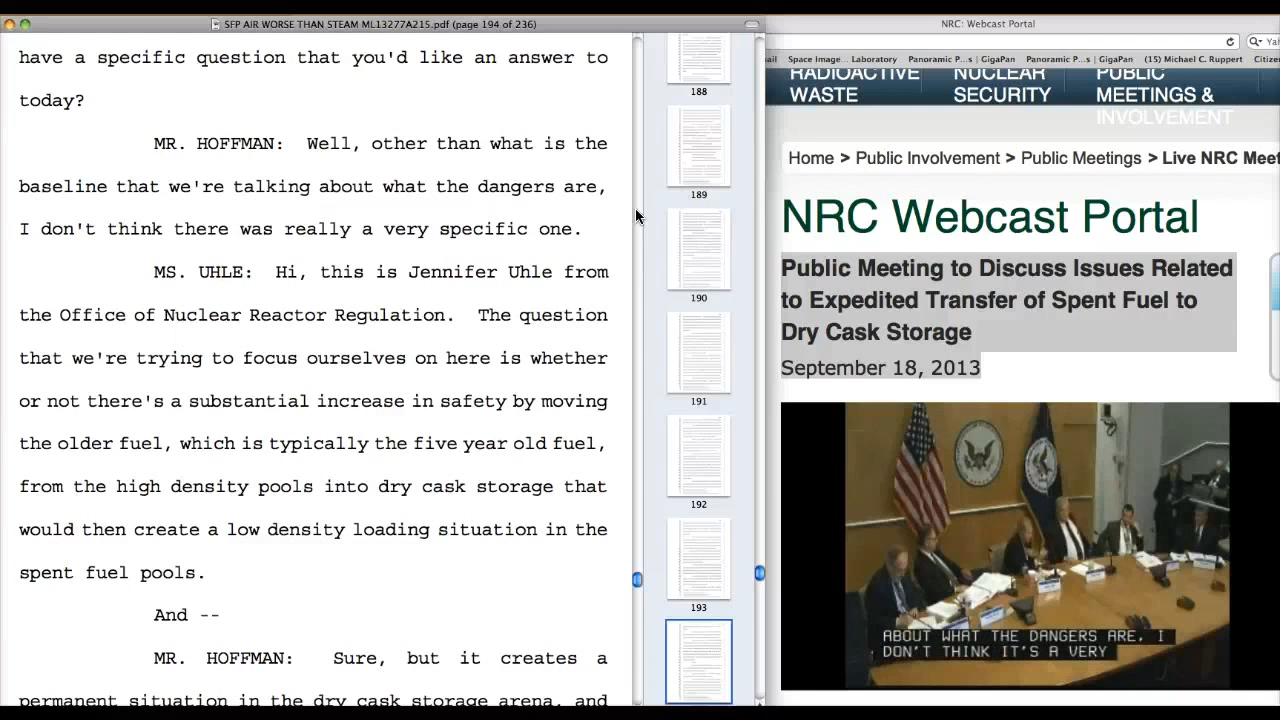 SFP AIR WORSE THAN STEAM ML13277A215.pdf (page 194 of 236)
have a specific question that you'd like an answer to
today?
MR. HOFFMAN: Well, other than what is the
baseline that we're talking about what the dangers are,
I don't think there was really a very specific one.
MS. UHLE: Hi, this is Jennifer Uhle from
the Office of Nuclear Reactor Regulation. The question
that we're trying to focus ourselves on here is whether
or not there's a substantial increase in safety by moving
the older fuel, which is typically the five year old fuel,
from the high density pools into dry cask storage that
would then create a low density loading situation in the
spent fuel pools.
And --
MR. HOFFMAN: Sure, but it creates a
situation dry cask storage arena, and
188
189
190
191
192
193
NRC: Webcast Portal
ail Space Image... Laboratory Panoramic P...s | GigaPan Panoramic P...s | GigaPan (15) Michael C. Ruppert Citize
RADIOACTIVE
WASTE
NUCLEAR
SECURITY
PUBLIC
MEETINGS &
INVOLVEMENT
Home > Public Involvement > Public Meetings > Live NRC Mee
NRC Webcast Portal
Public Meeting to Discuss Issues Related
to Expedited Transfer of Spent Fuel to
Dry Cask Storage
September 18, 2013
ABOUT WHAT THE DANGERS ARE, I
DON'T THINK IT'S A VERY